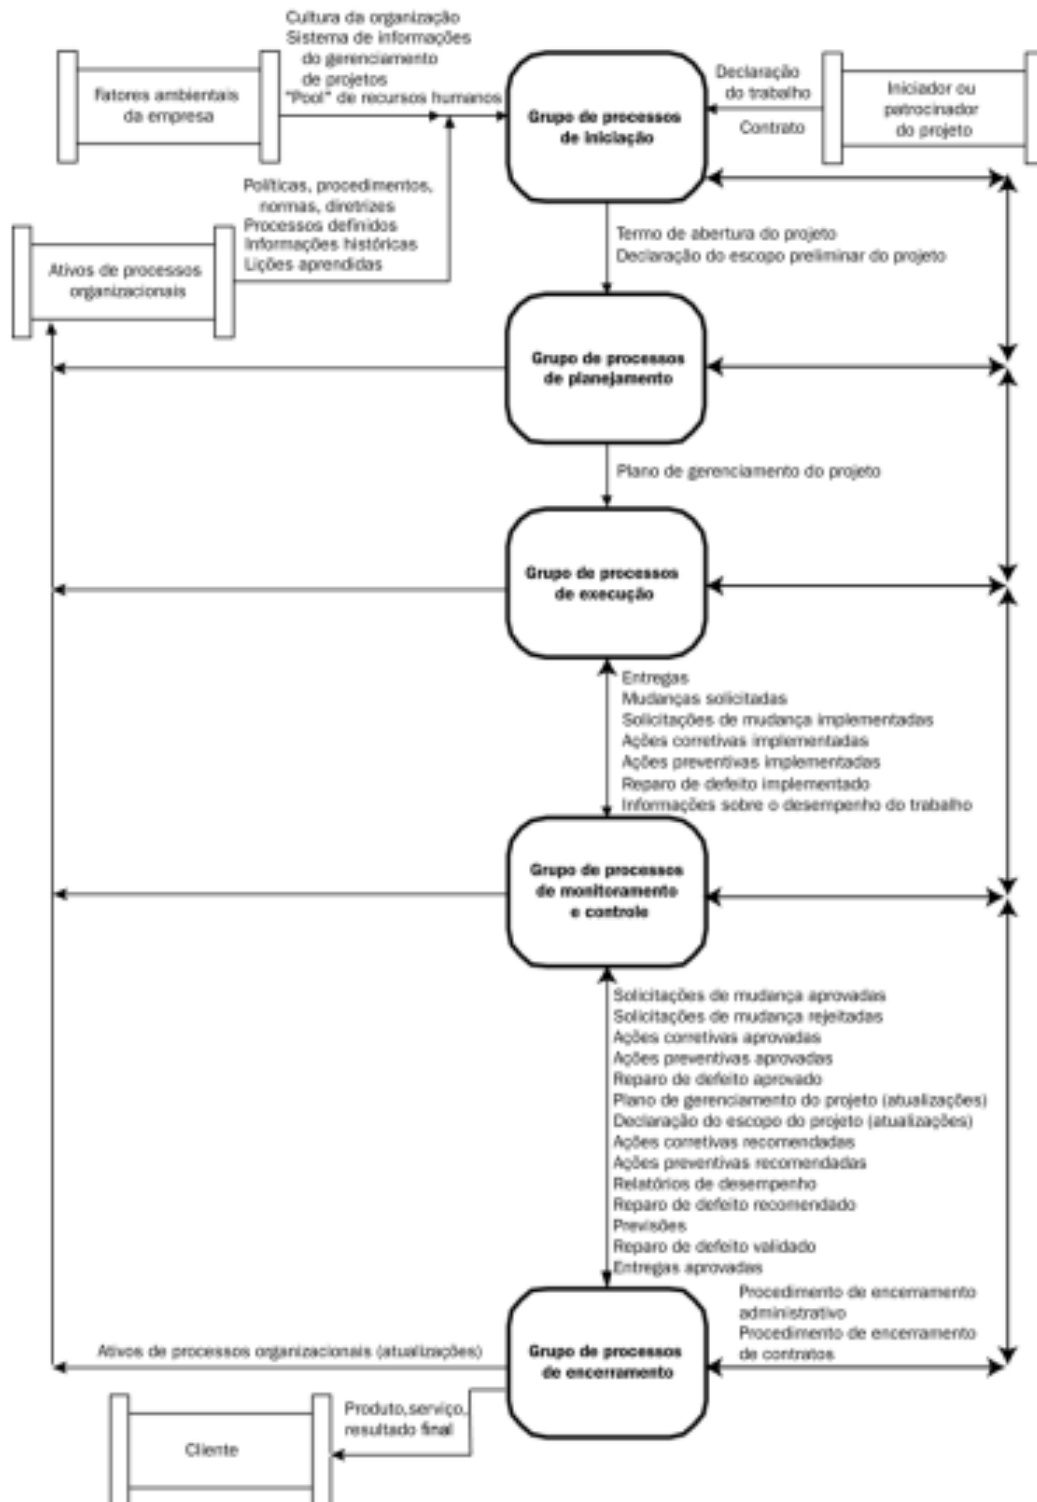 Cultura da organização
Sistema de informações
do gerenciamento
de projetos
"Pool" de recursos humanos
Fatores ambientais
da empresa
Grupo de processos
de iniciação
Declaração
do trabalho
Contrato
Iniciador ou
patrocinador
do projeto
Políticas, procedimentos,
normas, diretrizes
Processos definidos
Informações históricas
Lições aprendidas
Ativos de processos
organizacionais
Termo de abertura do projeto
Declaração do escopo preliminar do projeto
Grupo de processos
de planejamento
Plano de gerenciamento do projeto
Grupo de processos
de execução
Entregas
Mudanças solicitadas
Solicitações de mudança implementadas
Ações corretivas implementadas
Ações preventivas implementadas
Reparo de defeito implementado
Informações sobre o desempenho do trabalho
Grupo de processos
de monitoramento
e controle
Solicitações de mudança aprovadas
Solicitações de mudança rejeitadas
Ações corretivas aprovadas
Ações preventivas aprovadas
Reparo de defeito aprovado
Plano de gerenciamento do projeto (atualizações)
Declaração do escopo do projeto (atualizações)
Ações corretivas recomendadas
Ações preventivas recomendadas
Relatórios de desempenho
Reparo de defeito recomendado
Previsões
Reparo de defeito validado
Entregas aprovadas
Procedimento de encerramento
administrativo
Procedimento de encerramento
de contratos
Grupo de processos
de encerramento
Ativos de processos organizacionais (atualizações)
Produto,serviço,
resultado final
Cliente